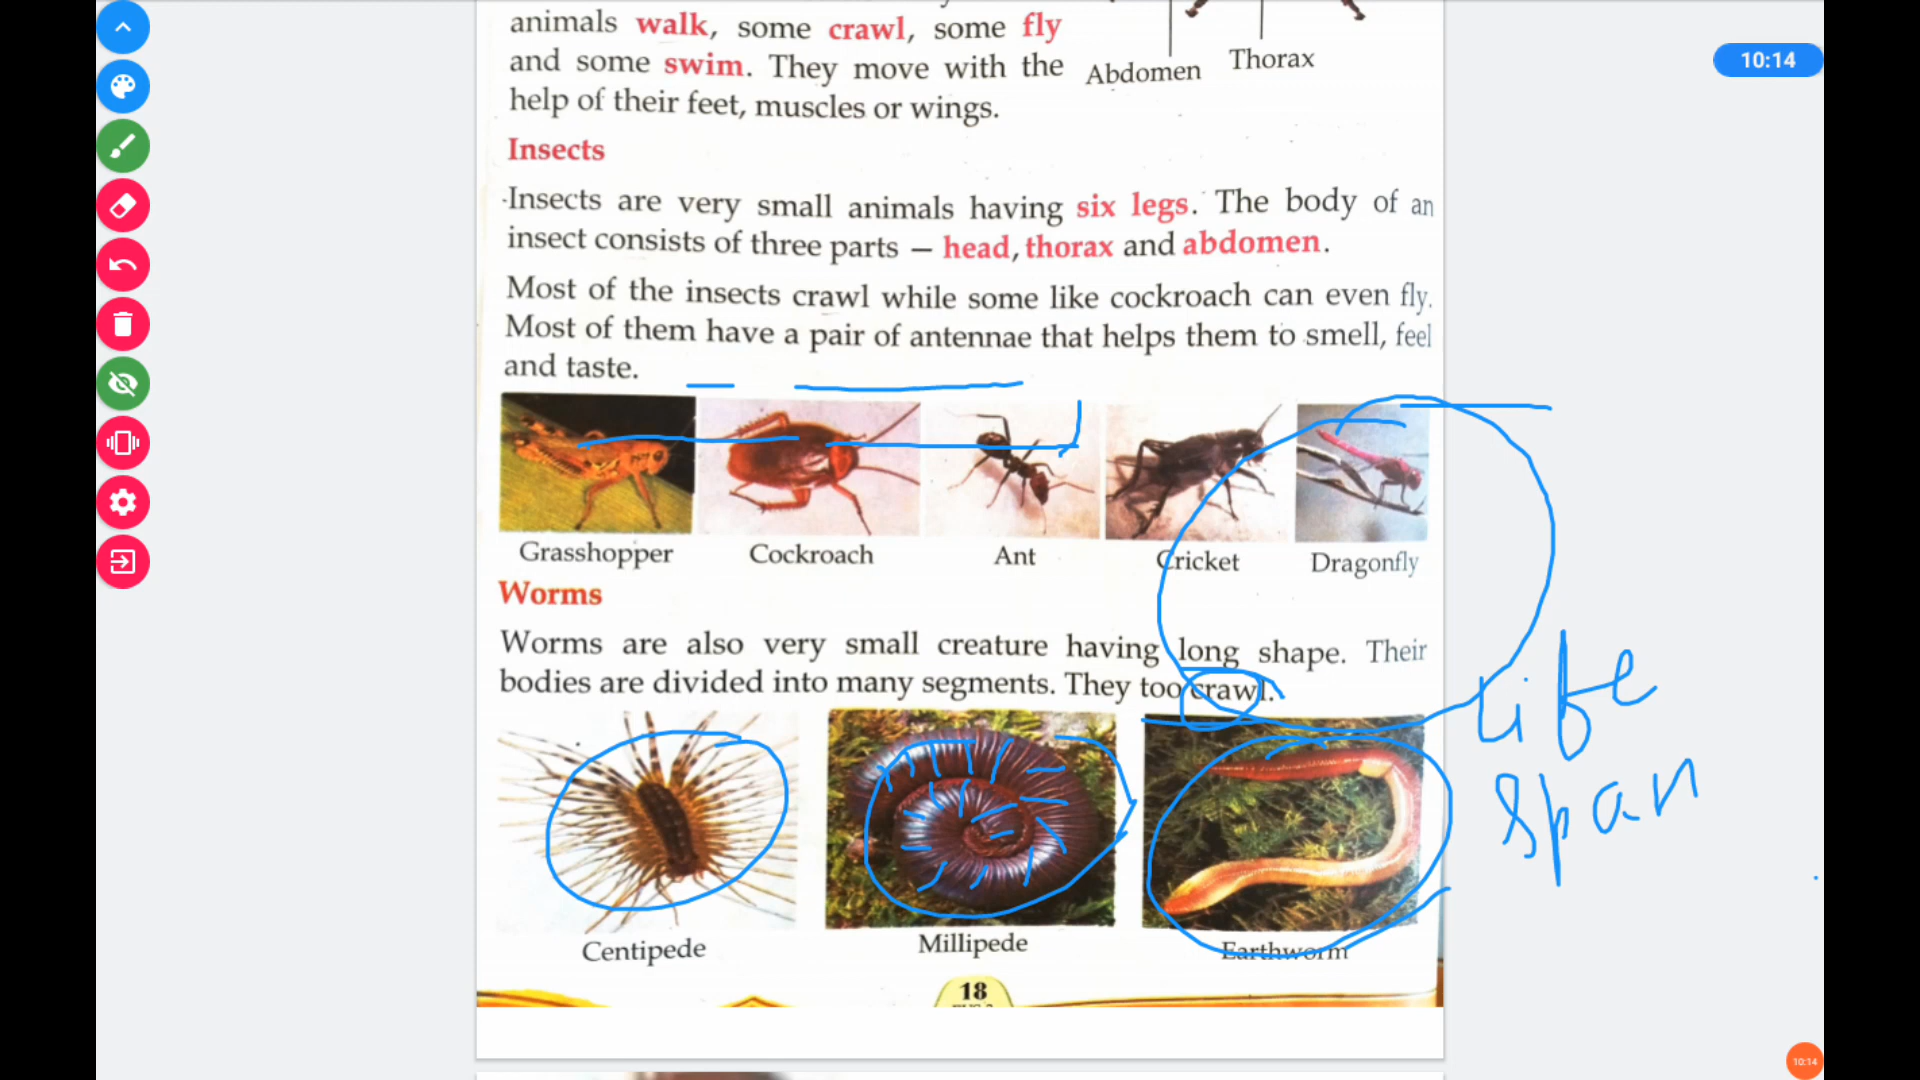 animals walk, some crawl, some fly
and some swim. They move with the
help of their feet, muscles or wings.
Abdomen
Thorax
10:14
Insects
Insects are very small animals having six legs. The body of an
insect consists of three parts – head, thorax and abdomen.
Most of the insects crawl while some like cockroach can even fly.
Most of them have a pair of antennae that helps them to smell, feel
and taste.
Grasshopper
Cockroach
Ant
Cricket
Dragonfly
Worms
Worms are also very small creature having long shape. Their
bodies are divided into many segments. They too crawl.
Life
Span
Centipede
Millipede
Earthworm
18
10:14